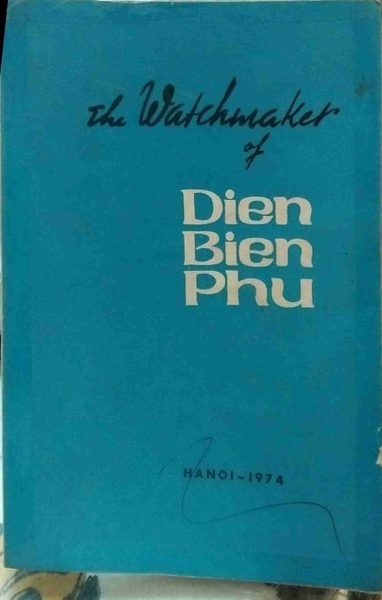 The Watchmaker
of
Dien
Bien
Phu
HANOI-1974